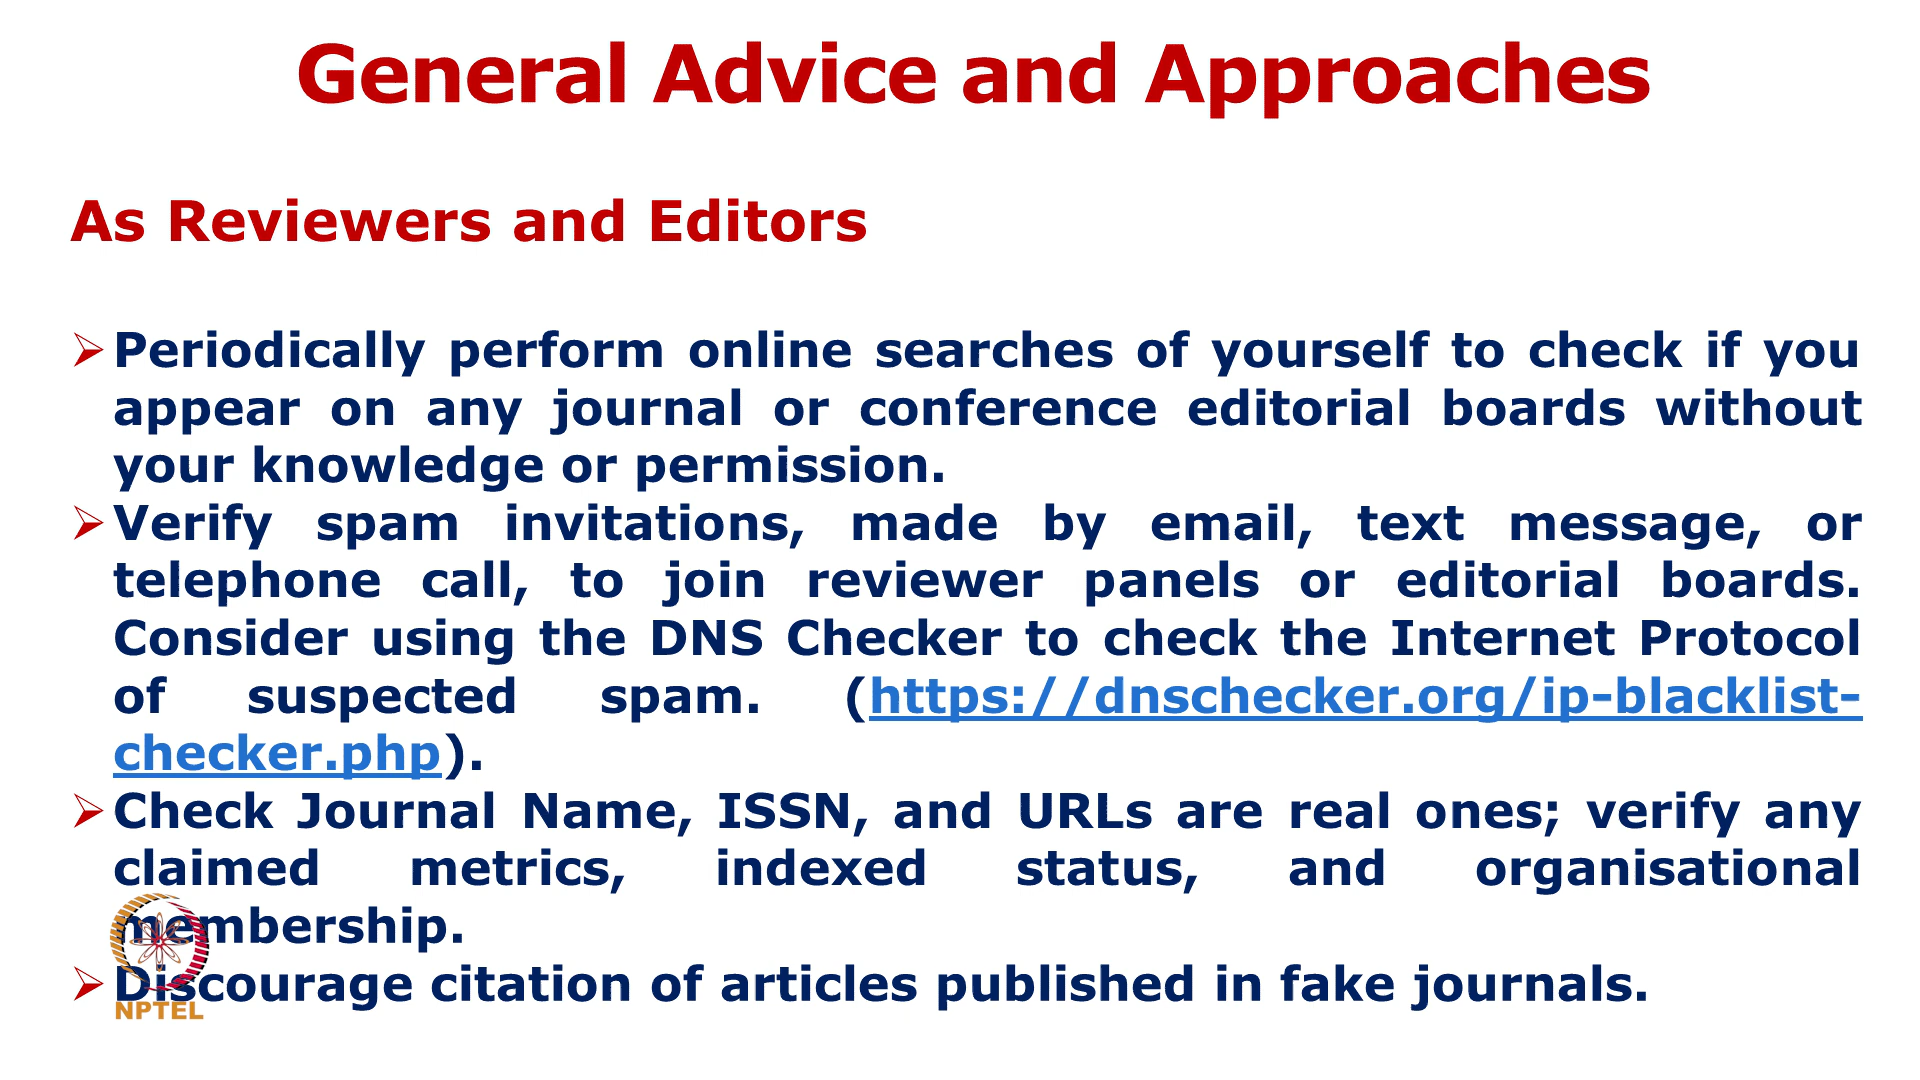 General Advice and Approaches
As Reviewers and Editors
➢Periodically perform online searches of yourself to check if you
appear on any journal or conference editorial boards without
your knowledge or permission.
➢Verify spam invitations, made by email, text message, or
telephone call, to join reviewer panels or editorial boards.
Consider using the DNS Checker to check the Internet Protocol
of suspected spam. (https://dnschecker.org/ip-blacklist-
checker.php).
➢Check Journal Name, ISSN, and URLs are real ones; verify any
claimed metrics, indexed status, and organisational
membership.
➢Discourage citation of articles published in fake journals.
NPTEL